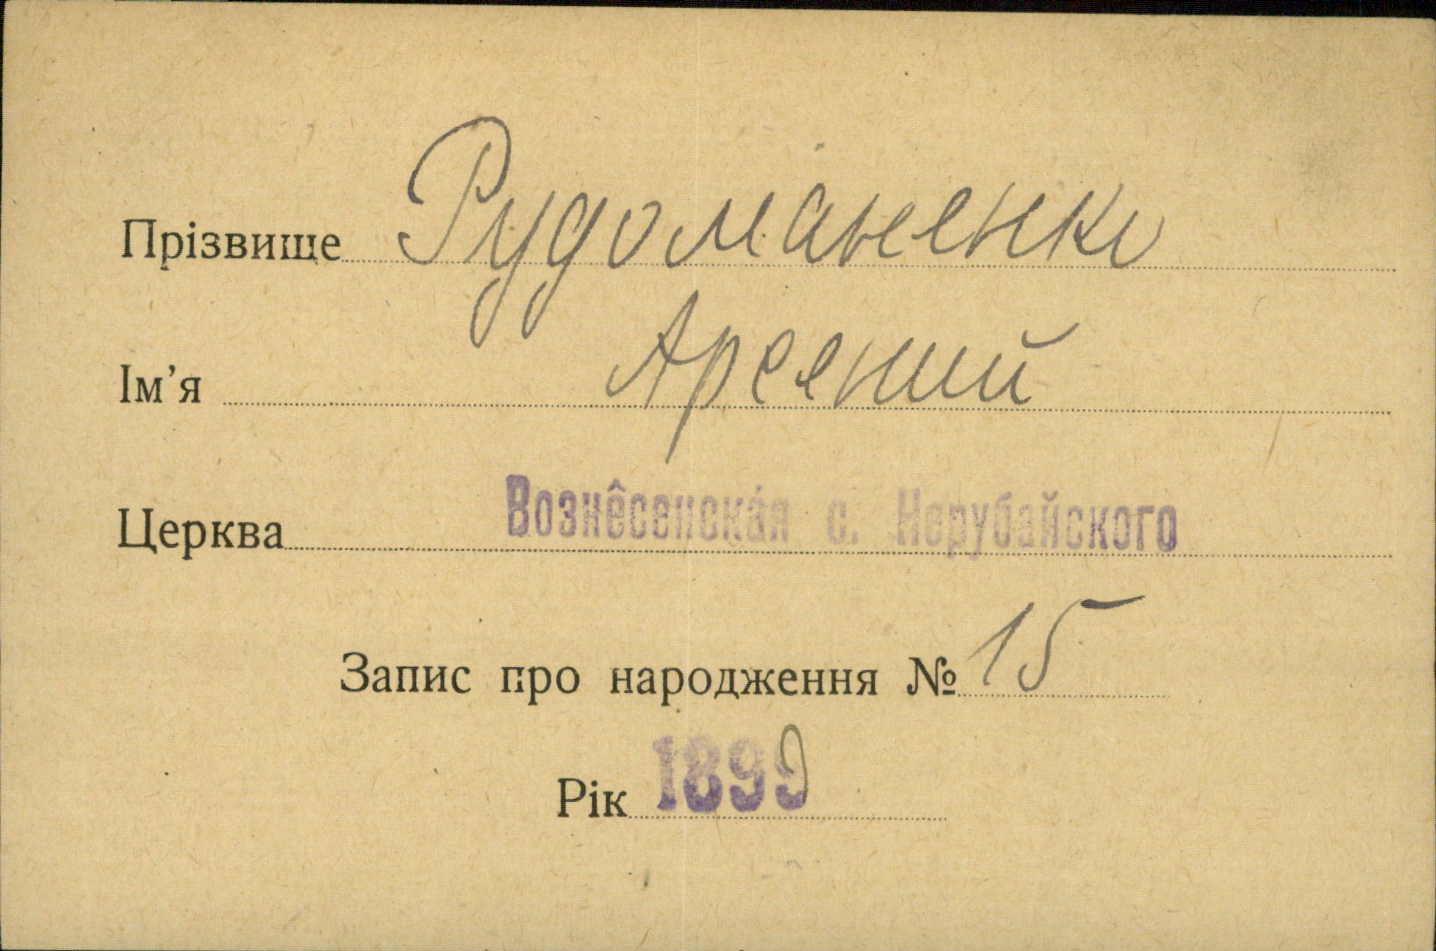 Прізвище Рудоманенко
Ім'я Арсений
Церква Вознесенская с. Нерубайского
Запис про народження № 15
Рік 1899